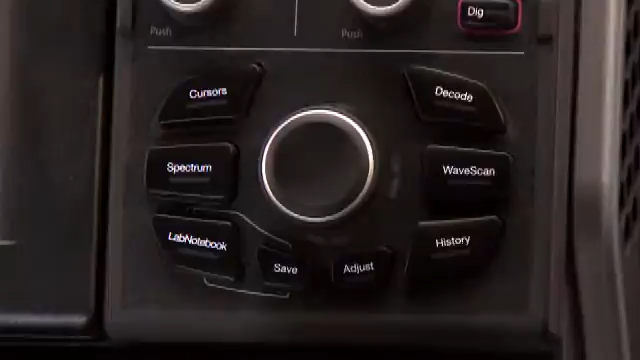 Push
Push
Dig
Cursors
Decode
Spectrum
WaveScan
LabNotebook
History
Save
Adjust